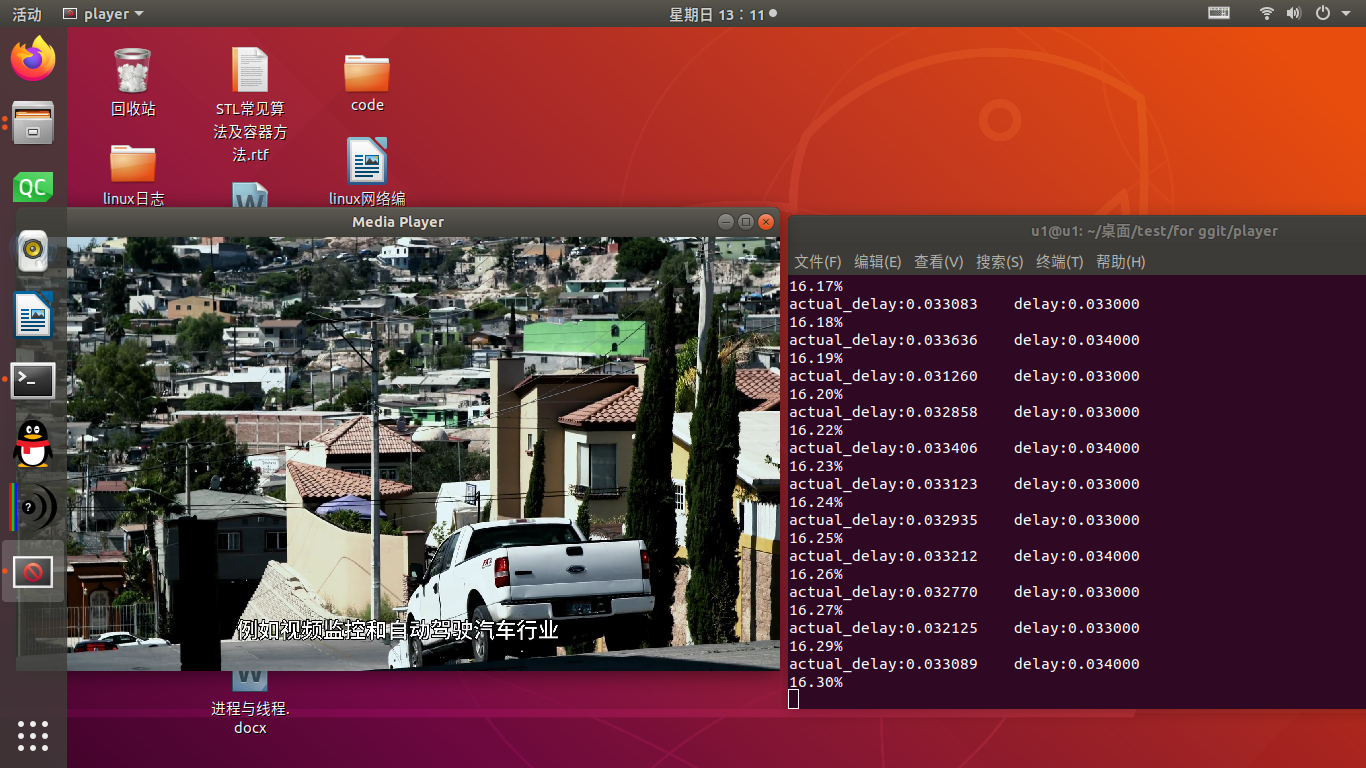 活动
player
星期日 13：11
回收站
STL常见算
法及容器方
法.rtf
code
linux日志
linux网络编
QC
Media Player
例如视频监控和自动驾驶汽车行业
进程与线程.
docx
u1@u1: ~/桌面/test/for ggit/player
文件(F) 编辑(E) 查看(V) 搜索(S) 终端(T) 帮助(H)
16.17%
actual_delay:0.033083 delay:0.033000
16.18%
actual_delay:0.033636 delay:0.034000
16.19%
actual_delay:0.031260 delay:0.033000
16.20%
actual_delay:0.032858 delay:0.033000
16.22%
actual_delay:0.033406 delay:0.034000
16.23%
actual_delay:0.033123 delay:0.033000
16.24%
actual_delay:0.032935 delay:0.033000
16.25%
actual_delay:0.033212 delay:0.034000
16.26%
actual_delay:0.032770 delay:0.033000
16.27%
actual_delay:0.032125 delay:0.033000
16.29%
actual_delay:0.033089 delay:0.034000
16.30%